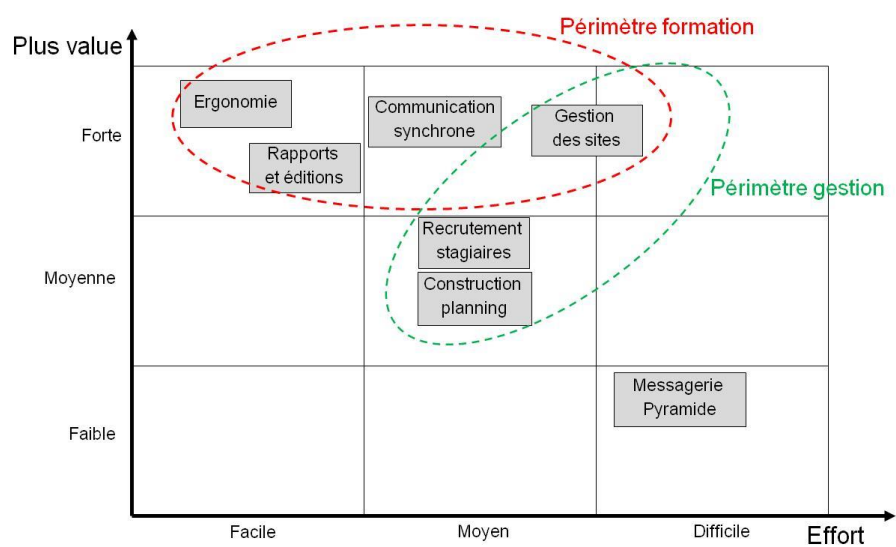 Périmètre formation
Plus value
Ergonomie
Communication
synchrone
Gestion
des sites
Forte
Rapports
et éditions
Périmètre gestion
Recrutement
stagiaires
Moyenne
Construction
planning
Messagerie
Pyramide
Faible
Facile
Moyen
Difficile
Effort